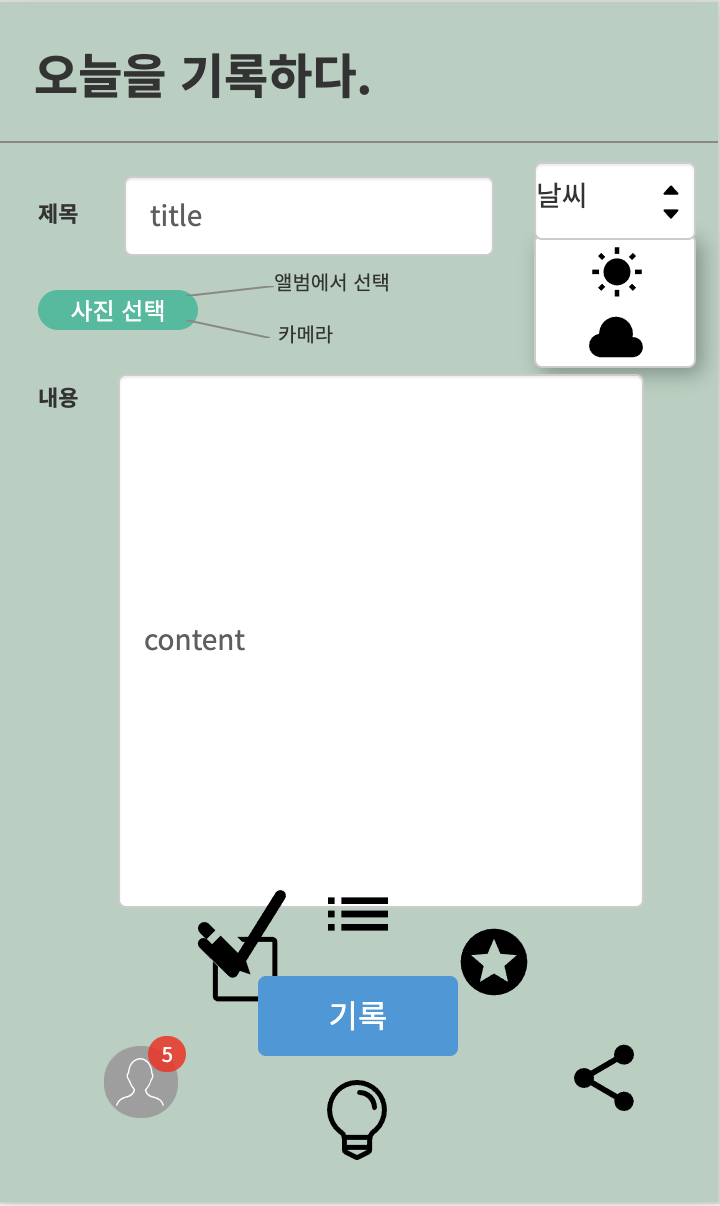 오늘을 기록하다.
제목
title
날씨
사진 선택
앨범에서 선택
카메라
내용
content
기록
5